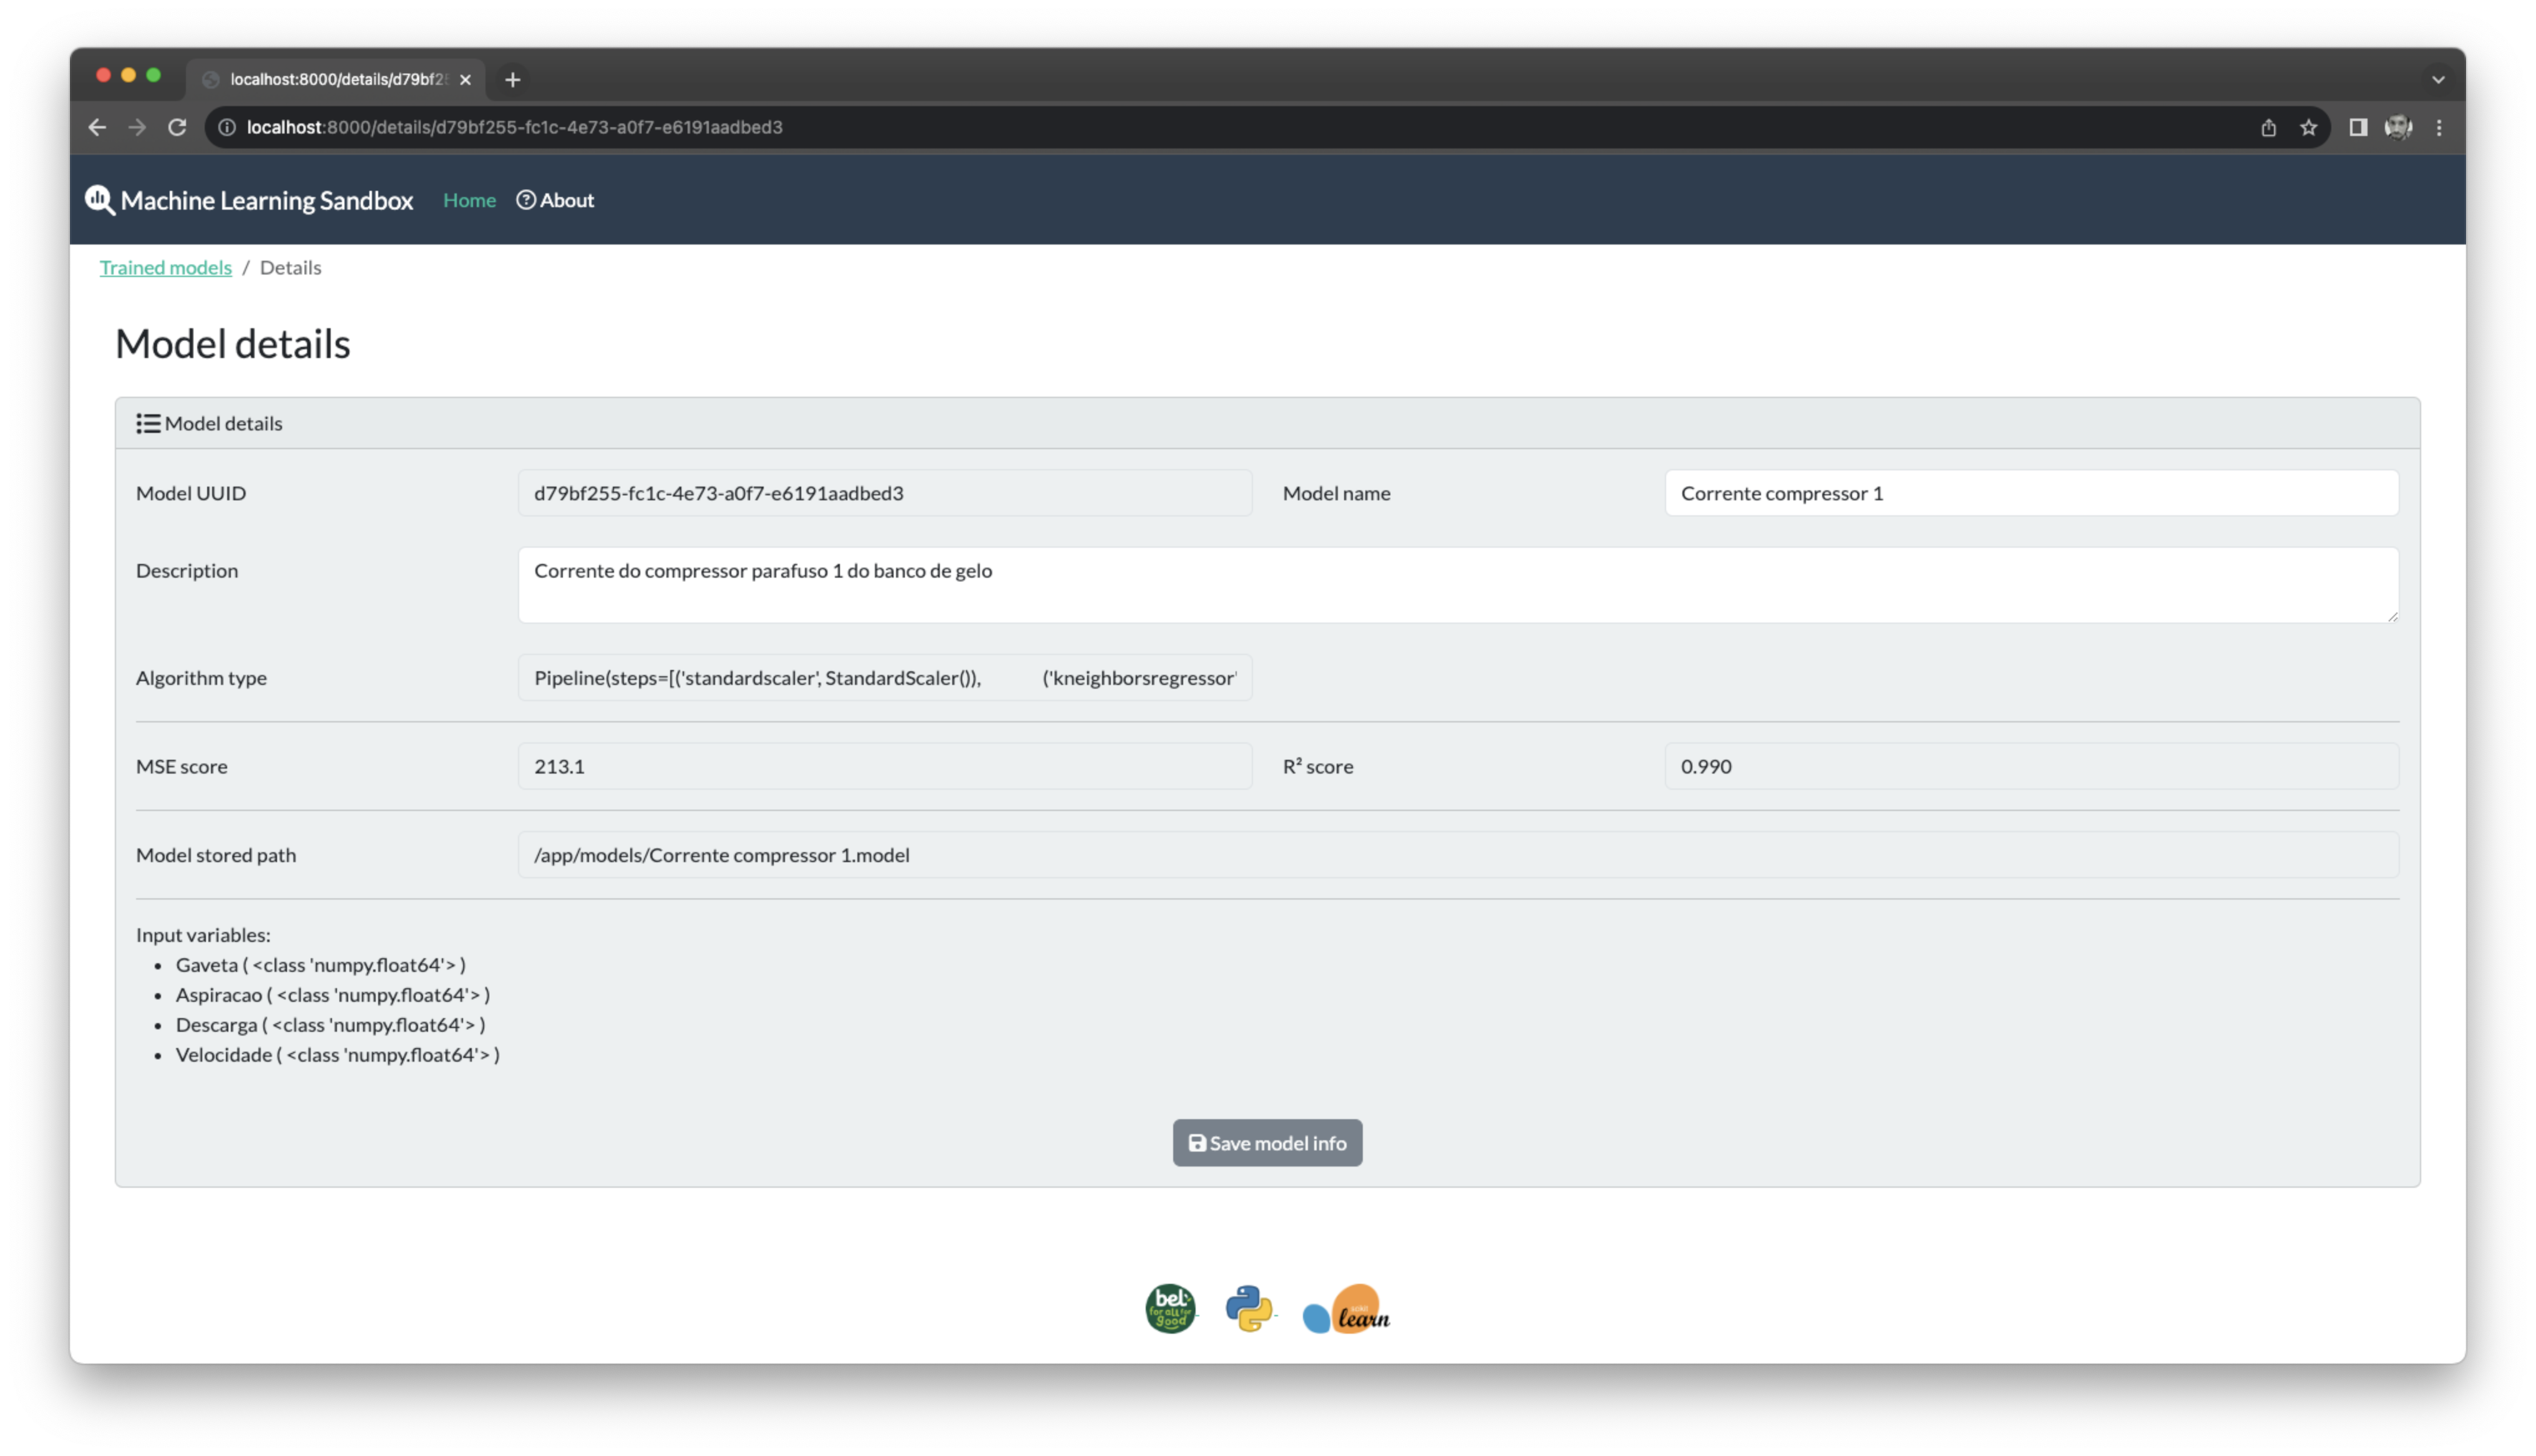 localhost:8000/details/d79bf25
localhost:8000/details/d79bf255-fc1c-4e73-a0f7-e6191aadbed3
Machine Learning Sandbox Home About
Trained models / Details
Model details
Model details
Model UUID d79bf255-fc1c-4e73-a0f7-e6191aadbed3 Model name Corrente compressor 1
Description Corrente do compressor parafuso 1 do banco de gelo
Algorithm type Pipeline(steps=[('standardscaler', StandardScaler()), ('kneighborsregressor'
MSE score 213.1 R² score 0.990
Model stored path /app/models/Corrente compressor 1.model
Input variables:
• Gaveta ( <class 'numpy.float64'> )
• Aspiracao ( <class 'numpy.float64'> )
• Descarga ( <class 'numpy.float64'> )
• Velocidade ( <class 'numpy.float64'> )
Save model info
bel
for all for
good
scikit
learn